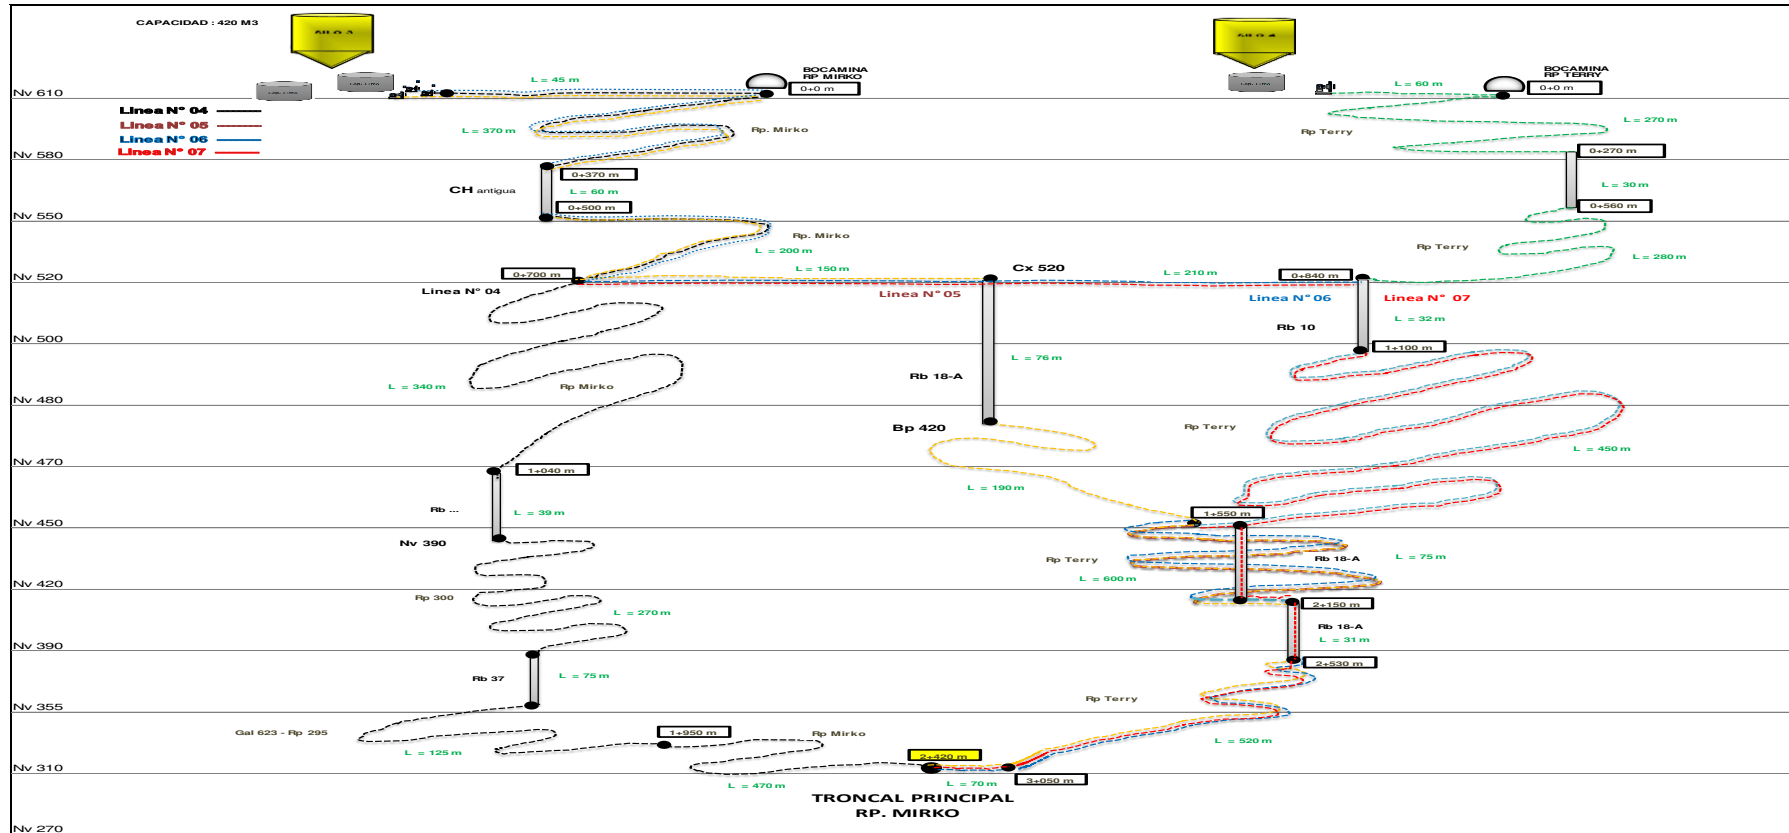 CAPACIDAD : 420 M3
SILO 3
SILO 4
L = 45 m
BOCAMINA
RP MIRKO
0+0 m
L = 60 m
BOCAMINA
RP TERRY
0+0 m
Nv 610
Linea N° 04
Linea N° 05
Linea N° 06
Linea N° 07
L = 370 m
Rp. Mirko
Rp Terry
L = 270 m
Nv 580
0+270 m
0+370 m
CH antigua
L = 60 m
L = 30 m
0+500 m
0+560 m
Nv 550
Rp. Mirko
L = 200 m
Rp Terry
L = 280 m
L = 150 m
Cx 520
L = 210 m
0+700 m
0+840 m
Nv 520
Linea N° 04
Linea N° 05
Linea N° 06
Linea N° 07
L = 32 m
Rb 10
Nv 500
1+100 m
L = 76 m
Rb 18-A
L = 340 m
Rp Mirko
Nv 480
Bp 420
Rp Terry
L = 450 m
Nv 470
1+040 m
L = 190 m
Rb ...
L = 39 m
1+550 m
Nv 450
Nv 390
Rp Terry
Rb 18-A
L = 75 m
L = 600 m
Nv 420
Rp 300
L = 270 m
2+150 m
Rb 18-A
L = 31 m
Nv 390
2+530 m
Rb 37
L = 75 m
Rp Terry
Nv 355
Gal 623 - Rp 295
1+950 m
Rp Mirko
L = 125 m
L = 520 m
2+420 m
Nv 310
L = 470 m
L = 70 m
3+050 m
TRONCAL PRINCIPAL
RP. MIRKO
Nv 270